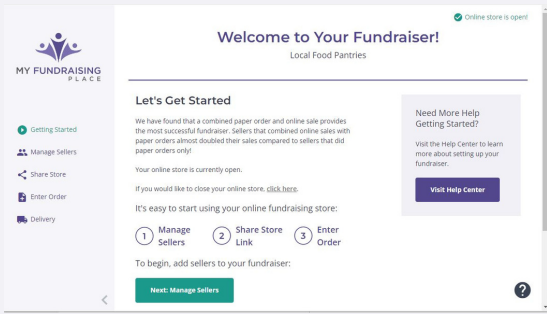 Online store is open!
Welcome to Your Fundraiser!
Local Food Pantries
MY FUNDRAISING
PLACE
Getting Started
Manage Sellers
Share Store
Enter Order
Delivery
Let's Get Started
We have found that a combined paper order and online sale provides
the most successful fundraiser. Sellers that combined online sales with
paper orders almost doubled their sales compared to sellers that did
paper orders only!
Your online store is currently open.
If you would like to close your online store, click here.
It's easy to start using your online fundraising store:
1 Manage
Sellers
2 Share Store
Link
3 Enter
Order
To begin, add sellers to your fundraiser:
Next: Manage Sellers
Need More Help
Getting Started?
Visit the Help Center to learn
more about setting up your
fundraiser.
Visit Help Center
?